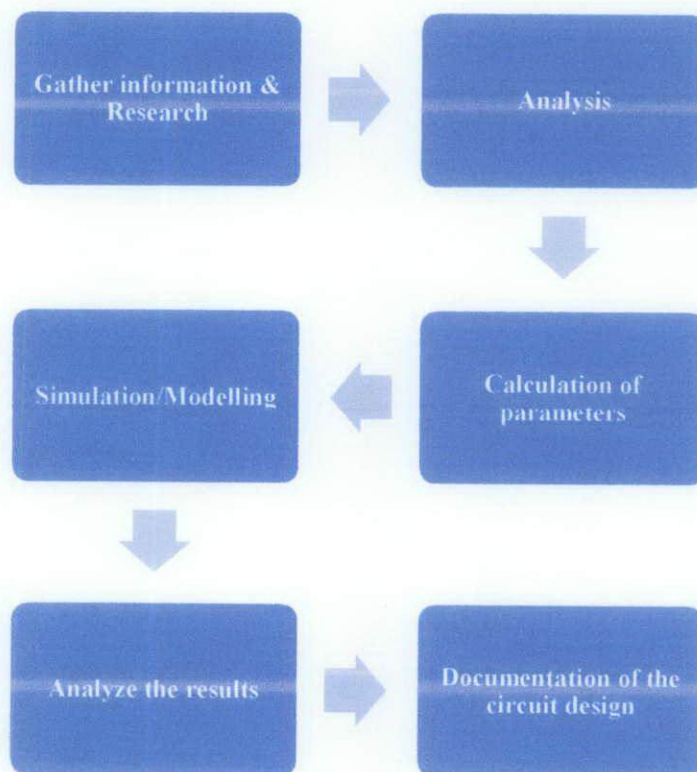 Gather information &
Research
Analysis
Calculation of
parameters
Simulation/Modelling
Analyze the results
Documentation of the
circuit design